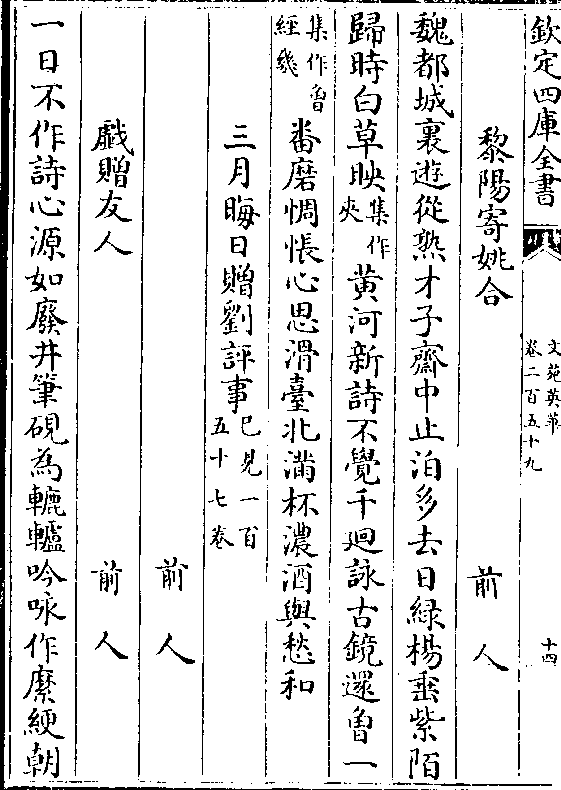 欽定四庫全書
文苑英華
卷二百五十九
十四
黎陽寄姚合
前人
魏都城裏遊從熟才子齋中止泊多去日緑楊垂紫陌
歸時白草映集作夾黄河新詩不覺千廻詠古鏡還曾一
集作曾經幾番磨惆悵心思滑臺北滿杯濃酒與愁和
三月晦日贈劉評事已見一百五十七卷
前人
戲贈友人
前人
一日不作詩心源如廢井筆硯為轆轤吟咏作縻綆朝